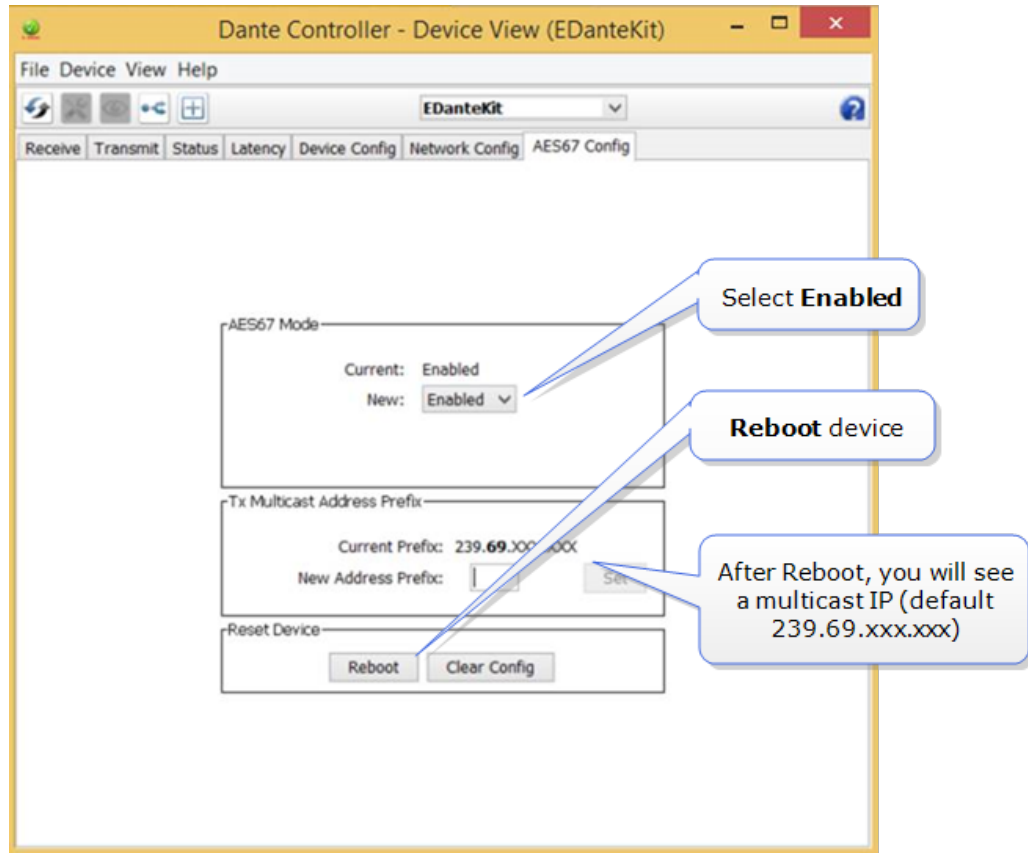 Dante Controller - Device View (EDanteKit)
File Device View Help
EDanteKit
Receive Transmit Status Latency Device Config Network Config AES67 Config
Select Enabled
AES67 Mode
Current: Enabled
New: Enabled
Reboot device
Tx Multicast Address Prefix
Current Prefix: 239.69.XXX.XXX
New Address Prefix: Set
After Reboot, you will see
a multicast IP (default
239.69.xxx.xxx)
Reset Device
Reboot Clear Config